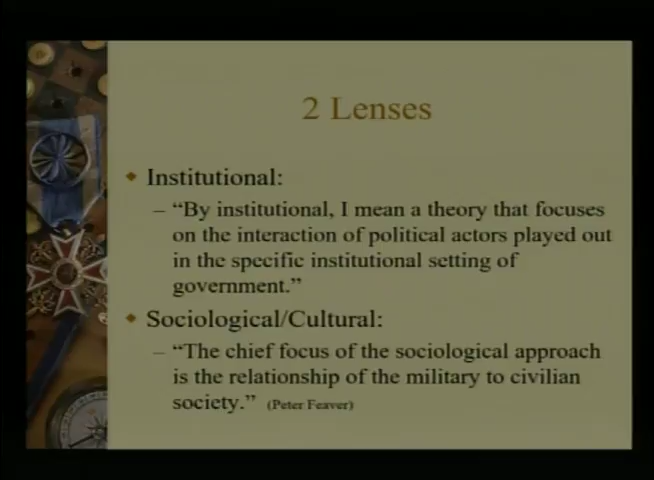 2 Lenses
Institutional:
– “By institutional, I mean a theory that focuses
on the interaction of political actors played out
in the specific institutional setting of
government.”
Sociological/Cultural:
– “The chief focus of the sociological approach
is the relationship of the military to civilian
society.” (Peter Feaver)